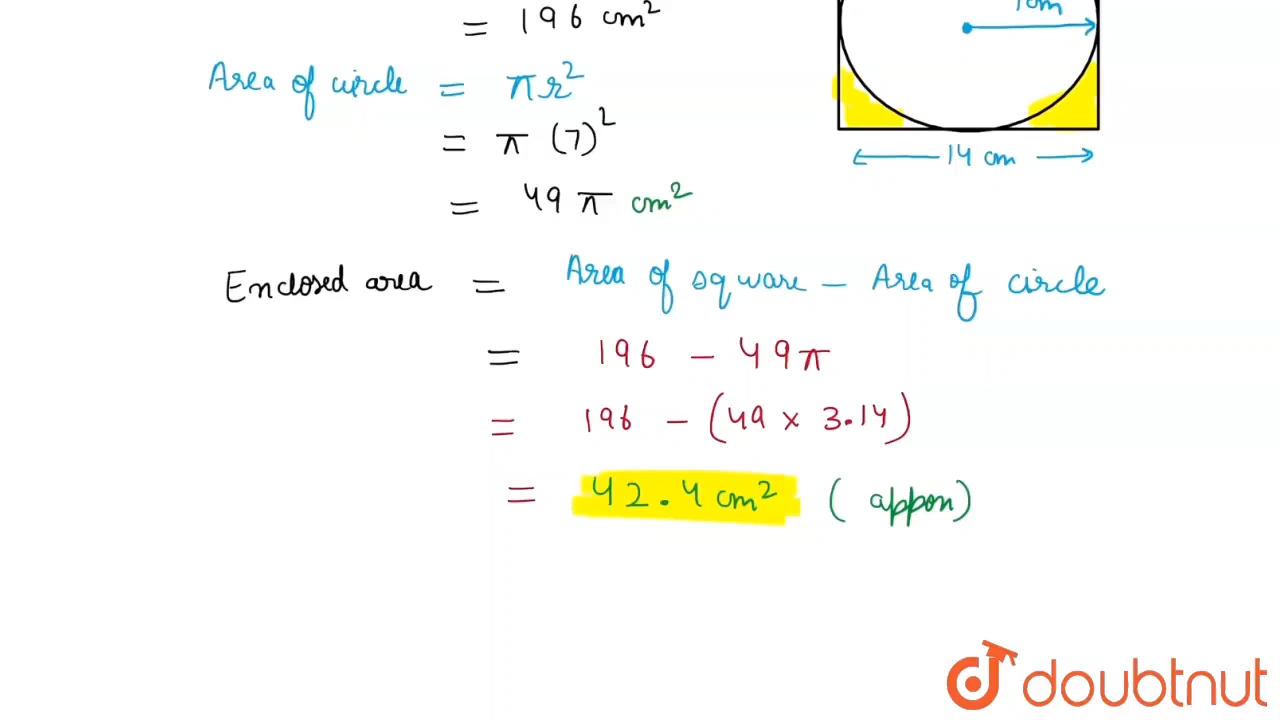 = 196 cm²
7cm
Area of circle = πr²
= π (7)²
14 cm
= 49 π cm²
Enclosed area = Area of square – Area of circle
= 196 – 49π
= 196 – (49 × 3.14)
= 42.4 cm² (appox)
doubtnut